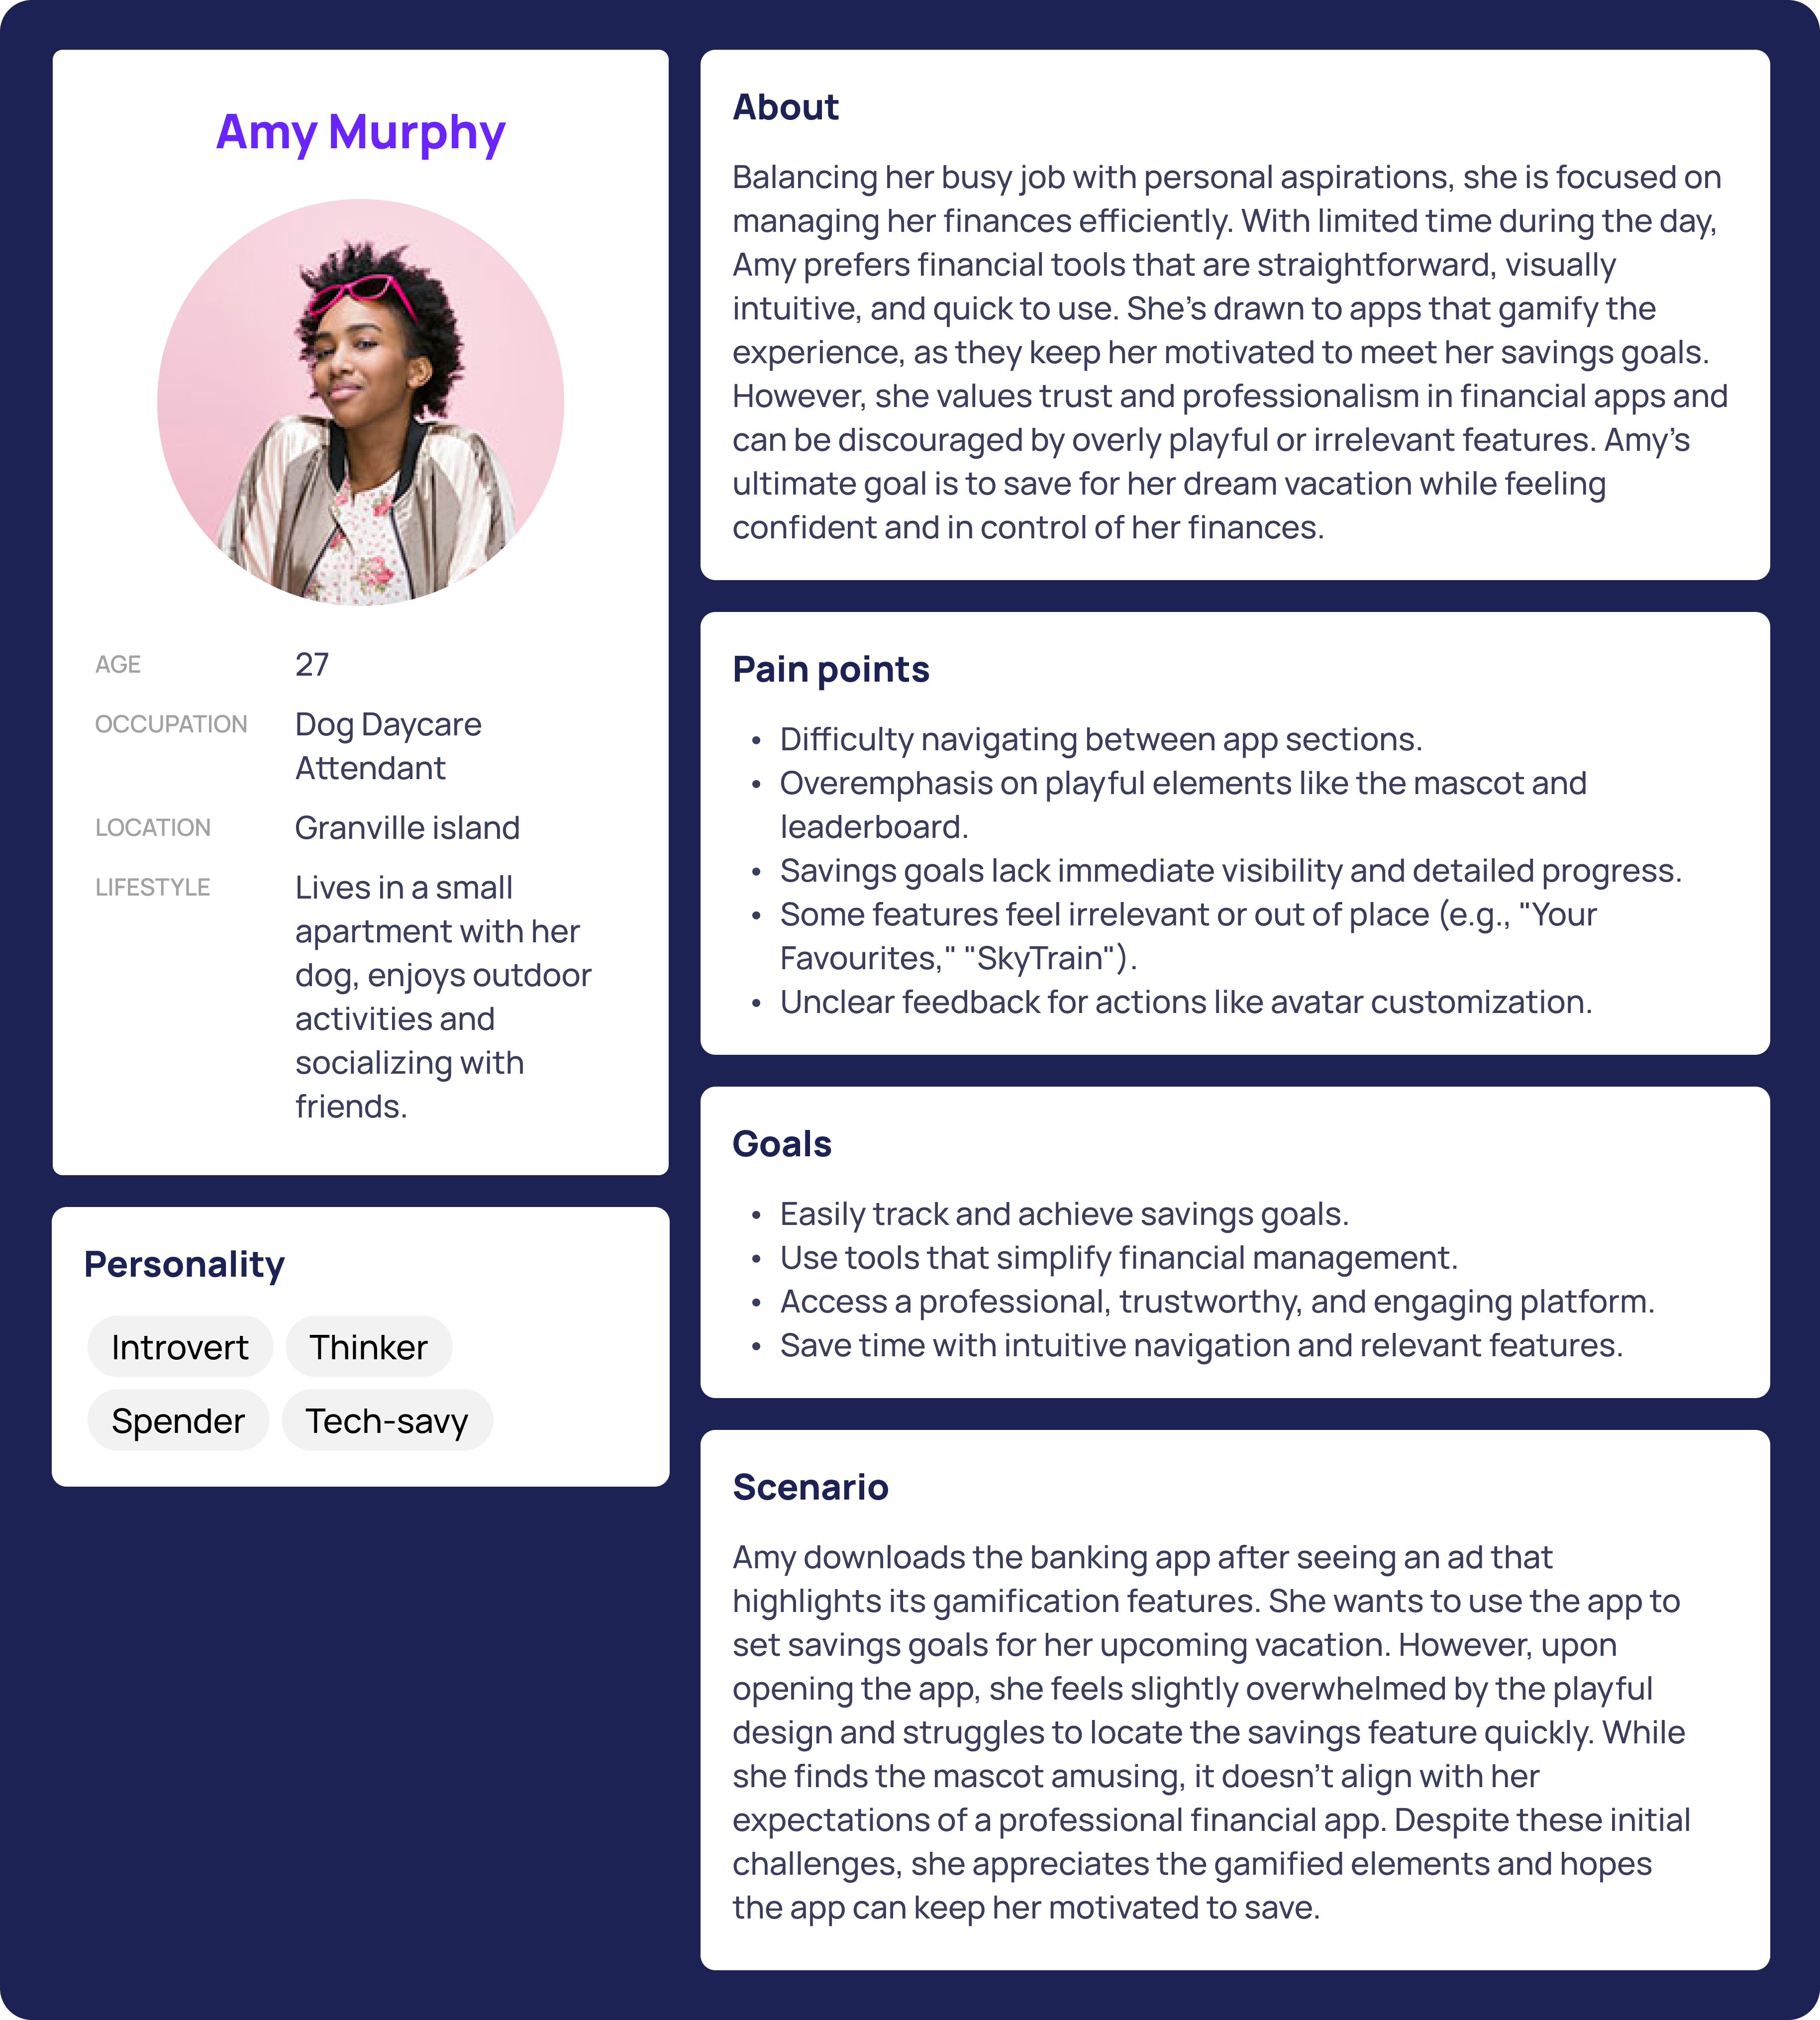 Amy Murphy
AGE 27
OCCUPATION Dog Daycare
Attendant
LOCATION Granville island
LIFESTYLE Lives in a small
apartment with her
dog, enjoys outdoor
activities and
socializing with
friends.
Personality
Introvert Thinker
Spender Tech-savy
About
Balancing her busy job with personal aspirations, she is focused on
managing her finances efficiently. With limited time during the day,
Amy prefers financial tools that are straightforward, visually
intuitive, and quick to use. She’s drawn to apps that gamify the
experience, as they keep her motivated to meet her savings goals.
However, she values trust and professionalism in financial apps and
can be discouraged by overly playful or irrelevant features. Amy’s
ultimate goal is to save for her dream vacation while feeling
confident and in control of her finances.
Pain points
• Difficulty navigating between app sections.
• Overemphasis on playful elements like the mascot and
leaderboard.
• Savings goals lack immediate visibility and detailed progress.
• Some features feel irrelevant or out of place (e.g., "Your
Favourites," "SkyTrain").
• Unclear feedback for actions like avatar customization.
Goals
• Easily track and achieve savings goals.
• Use tools that simplify financial management.
• Access a professional, trustworthy, and engaging platform.
• Save time with intuitive navigation and relevant features.
Scenario
Amy downloads the banking app after seeing an ad that
highlights its gamification features. She wants to use the app to
set savings goals for her upcoming vacation. However, upon
opening the app, she feels slightly overwhelmed by the playful
design and struggles to locate the savings feature quickly. While
she finds the mascot amusing, it doesn’t align with her
expectations of a professional financial app. Despite these initial
challenges, she appreciates the gamified elements and hopes
the app can keep her motivated to save.